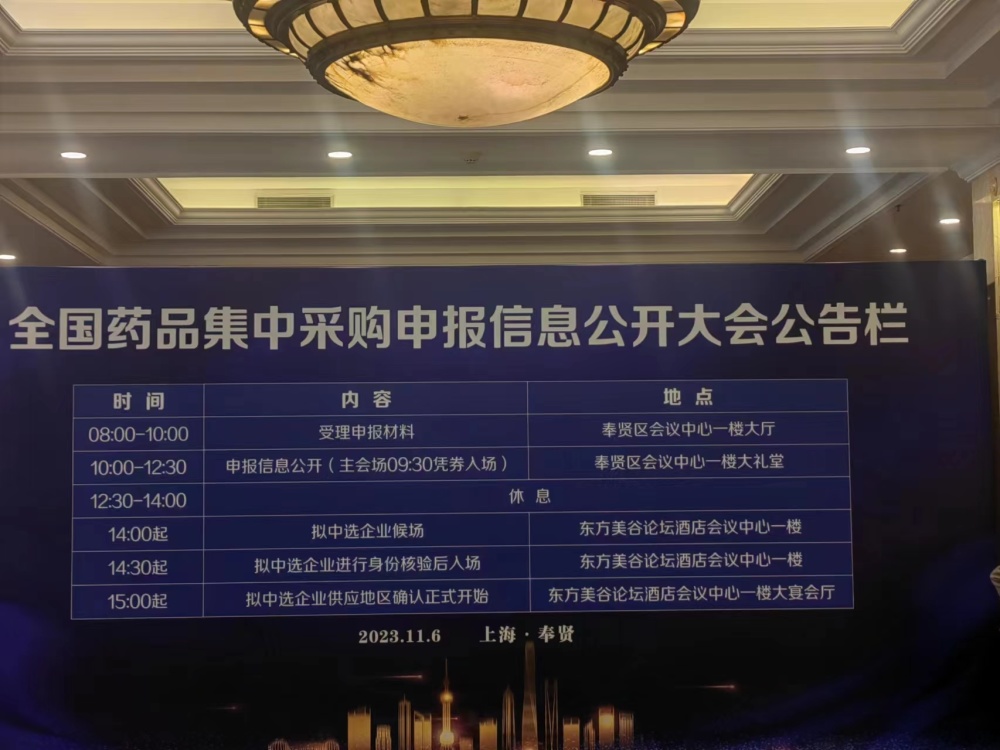 全国药品集中采购申报信息公开大会公告栏
时 间 内 容 地 点
08:00-10:00 受理申报材料 奉贤区会议中心一楼大厅
10:00-12:30 申报信息公开（主会场09:30凭券入场） 奉贤区会议中心一楼大礼堂
12:30-14:00 休 息
14:00起 拟中选企业候场 东方美谷论坛酒店会议中心一楼
14:30起 拟中选企业进行身份核验后入场 东方美谷论坛酒店会议中心一楼
15:00起 拟中选企业供应地区确认正式开始 东方美谷论坛酒店会议中心一楼大宴会厅
2023.11.6 上海·奉贤